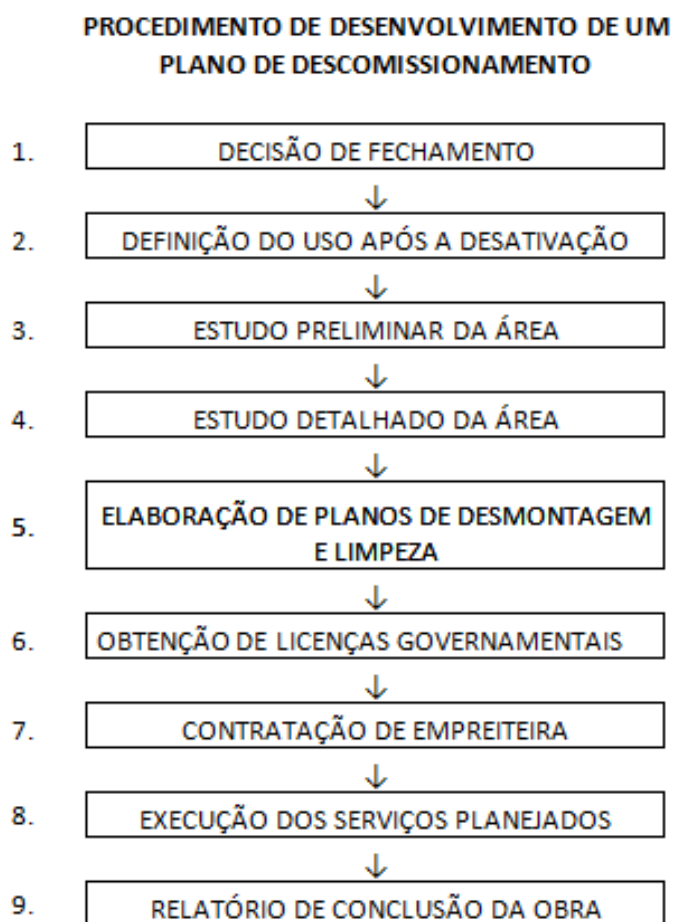 PROCEDIMENTO DE DESENVOLVIMENTO DE UM
PLANO DE DESCOMISSIONAMENTO
1. DECISÃO DE FECHAMENTO
↓
2. DEFINIÇÃO DO USO APÓS A DESATIVAÇÃO
↓
3. ESTUDO PRELIMINAR DA ÁREA
↓
4. ESTUDO DETALHADO DA ÁREA
↓
5. ELABORAÇÃO DE PLANOS DE DESMONTAGEM
E LIMPEZA
↓
6. OBTENÇÃO DE LICENÇAS GOVERNAMENTAIS
↓
7. CONTRATAÇÃO DE EMPREITEIRA
↓
8. EXECUÇÃO DOS SERVIÇOS PLANEJADOS
↓
9. RELATÓRIO DE CONCLUSÃO DA OBRA